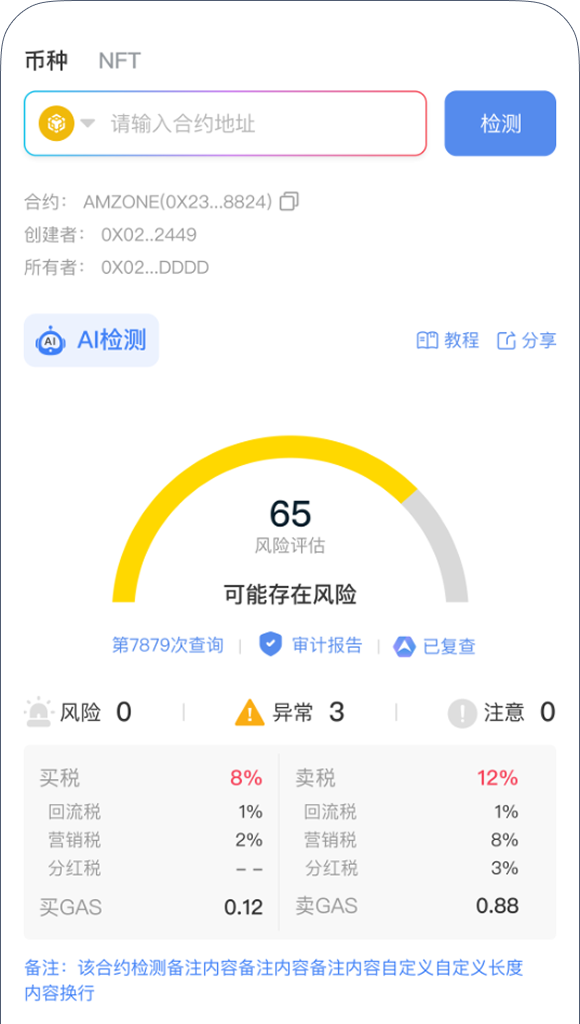 币种 NFT
请输入合约地址 检测
合约: AMZONE(0X23...8824)
创建者: 0X02..2449
所有者: 0X02...DDDD
AI AI检测 教程 分享
65
风险评估
可能存在风险
第7879次查询 | 审计报告 | 已复查
风险 0 | 异常 3 | 注意 0
买税 8% 卖税 12%
回流税 1% 回流税 1%
营销税 2% 营销税 8%
分红税 – – 分红税 3%
买GAS 0.12 卖GAS 0.88
备注: 该合约检测备注内容备注内容备注内容自定义自定义长度
内容换行